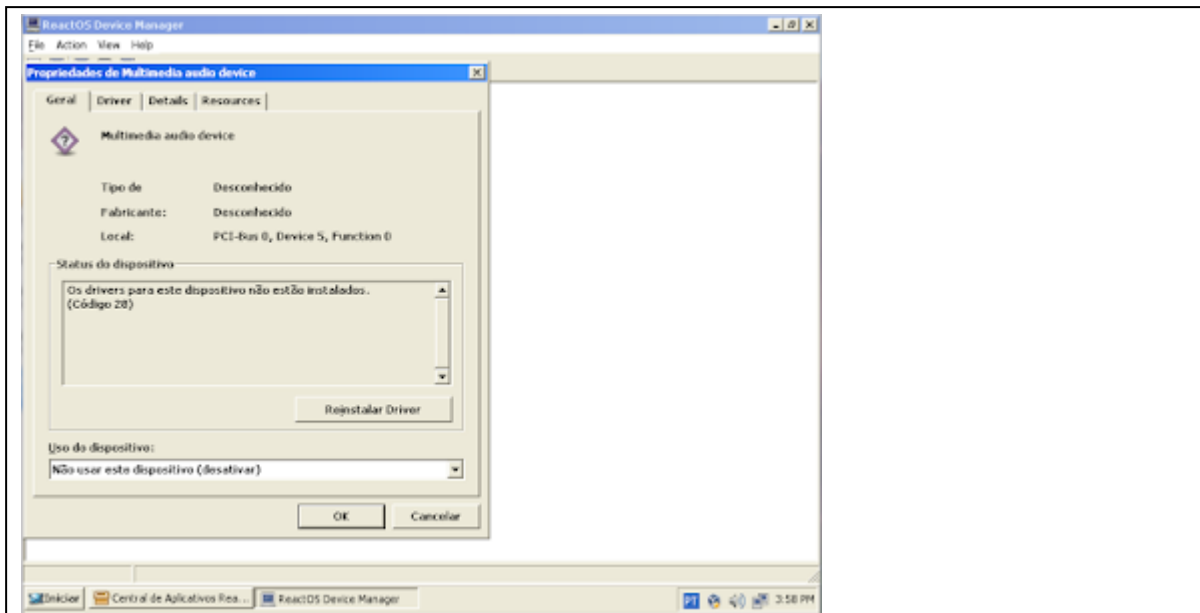 ReactOS Device Manager
File Action View Help
Propriedades de Multimedia audio device
Geral Driver Details Resources
Multimedia audio device
Tipo de Desconhecido
Fabricante: Desconhecido
Local: PCI-Bus 0, Device 5, Function 0
Status do dispositivo
Os drivers para este dispositivo não estão instalados.
(Código 28)
Reinstalar Driver
Uso do dispositivo:
Não usar este dispositivo (desativar)
OK Cancelar
Iniciar Central de Aplicativos Rea... ReactOS Device Manager PT 3:58 PM